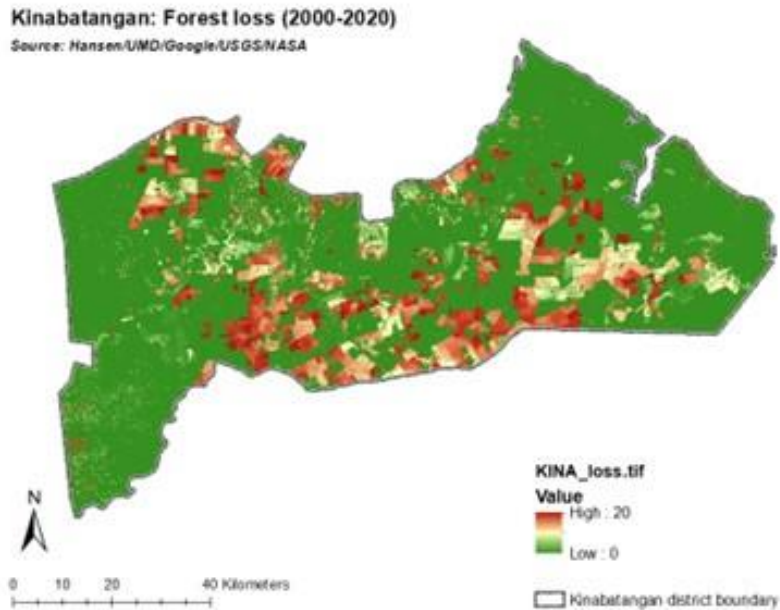 Kinabatangan: Forest loss (2000-2020)
Source: Hansen/UMD/Google/USGS/NASA
KINA_loss.tif
Value
High : 20
Low : 0
N
0 10 20 40 Kilometers
Kinabatangan district boundary